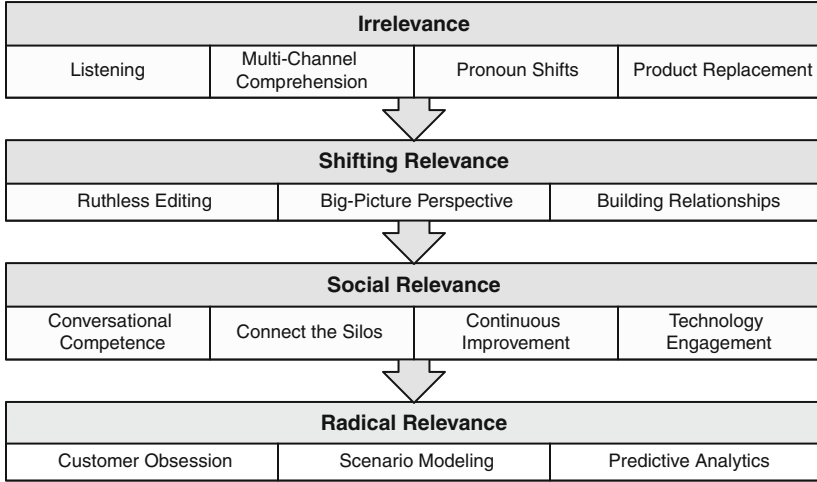 Irrelevance
Listening
Multi-Channel
Comprehension
Pronoun Shifts
Product Replacement
Shifting Relevance
Ruthless Editing
Big-Picture Perspective
Building Relationships
Social Relevance
Conversational
Competence
Connect the Silos
Continuous
Improvement
Technology
Engagement
Radical Relevance
Customer Obsession
Scenario Modeling
Predictive Analytics